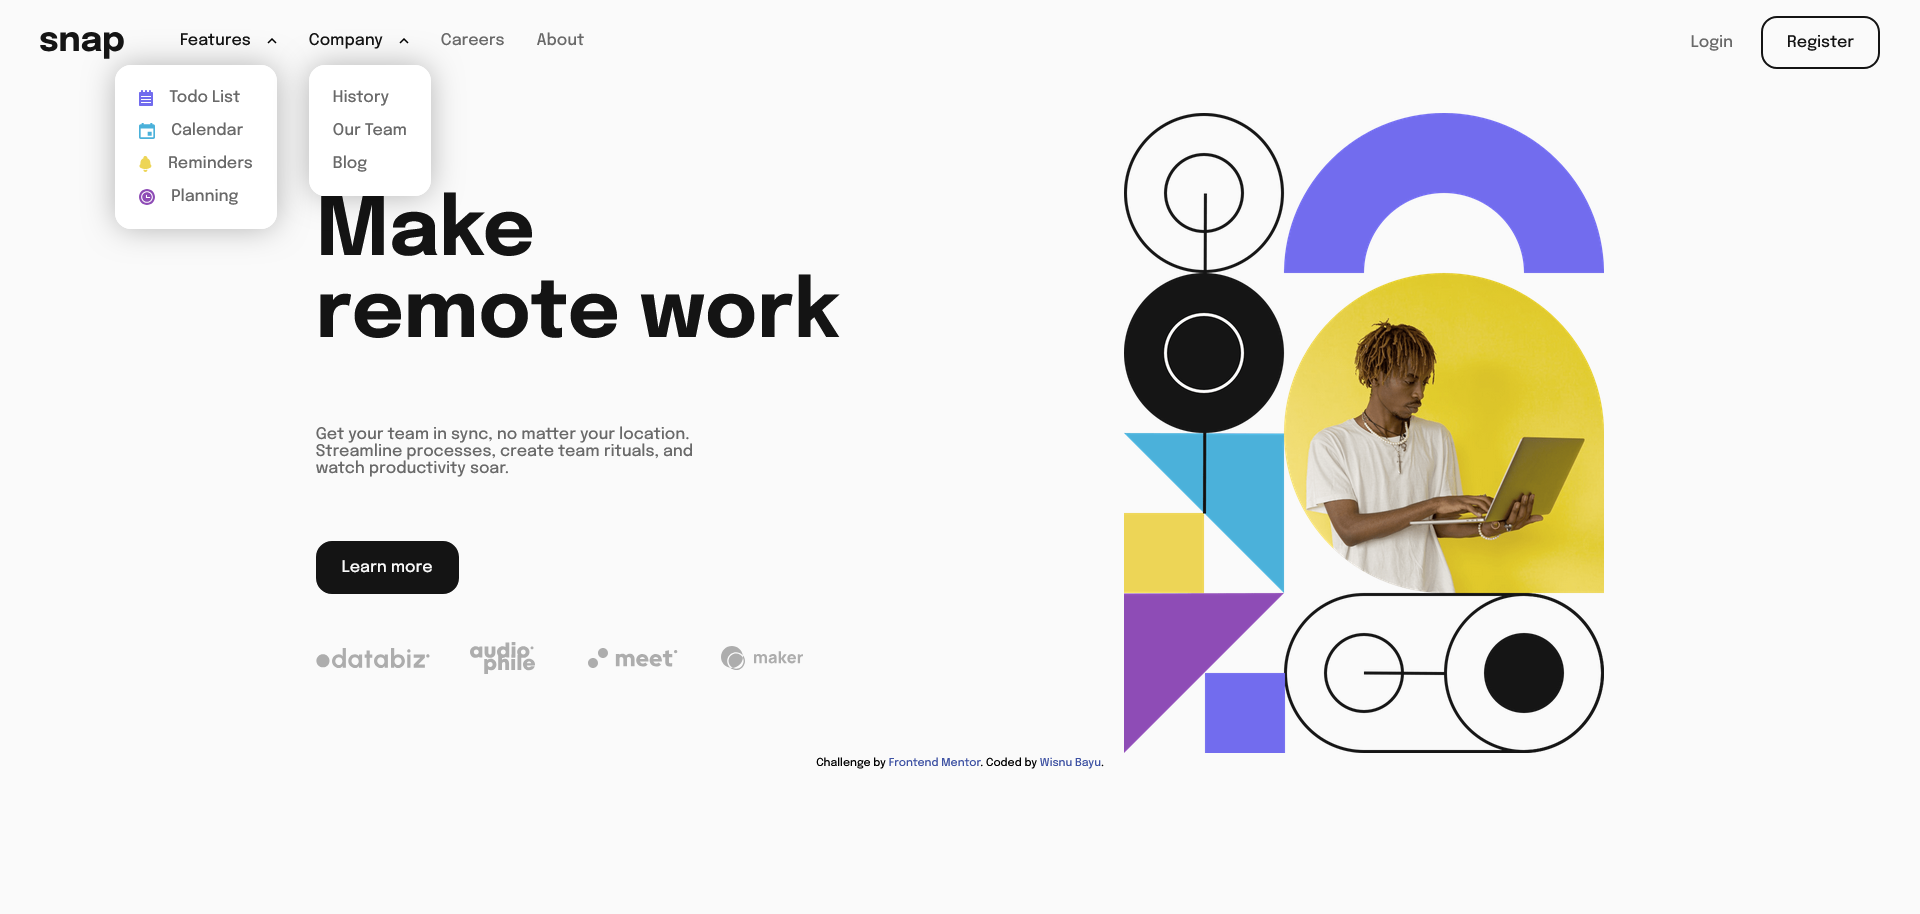 snap
Features
Company
Careers
About
Login
Register
Todo List
Calendar
Reminders
Planning
History
Our Team
Blog
Make
remote work
Get your team in sync, no matter your location.
Streamline processes, create team rituals, and
watch productivity soar.
Learn more
databiz
audio
phile
meet
maker
Challenge by Frontend Mentor. Coded by Wisnu Bayu.